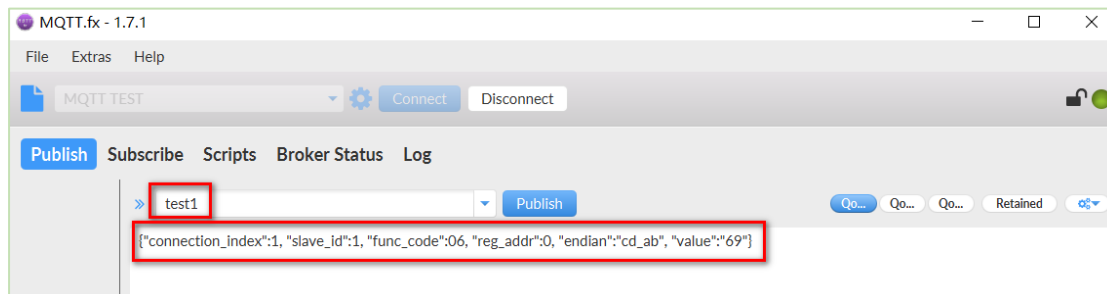 MQTT.fx - 1.7.1
File Extras Help
MQTT TEST Connect Disconnect
Publish Subscribe Scripts Broker Status Log
» test1 Publish Qo... Qo... Qo... Retained
{"connection_index":1, "slave_id":1, "func_code":06, "reg_addr":0, "endian":"cd_ab", "value":"69"}